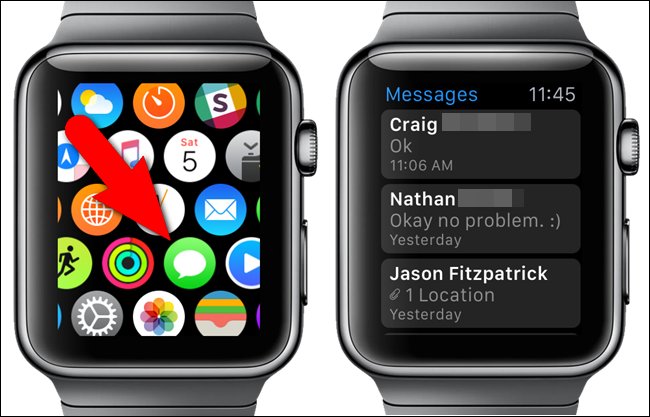 Sat
5
Messages 11:45
Craig
Ok
11:06 AM
Nathan
Okay no problem. :)
Yesterday
Jason Fitzpatrick
1 Location
Yesterday